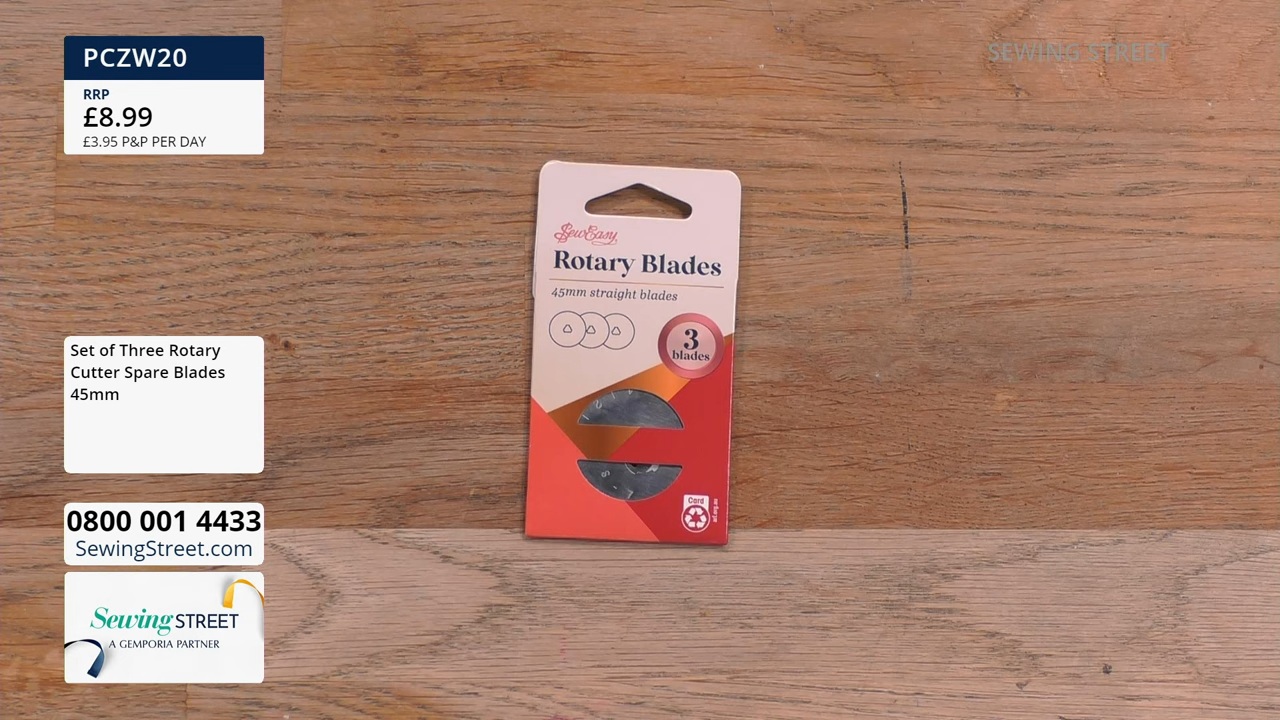 PCZW20
RRP
£8.99
£3.95 P&P PER DAY
Set of Three Rotary
Cutter Spare Blades
45mm
0800 001 4433
SewingStreet.com
Sewing STREET
A GEMPORIA PARTNER
SEWING STREET
SewEasy
Rotary Blades
45mm straight blades
3
blades
Card